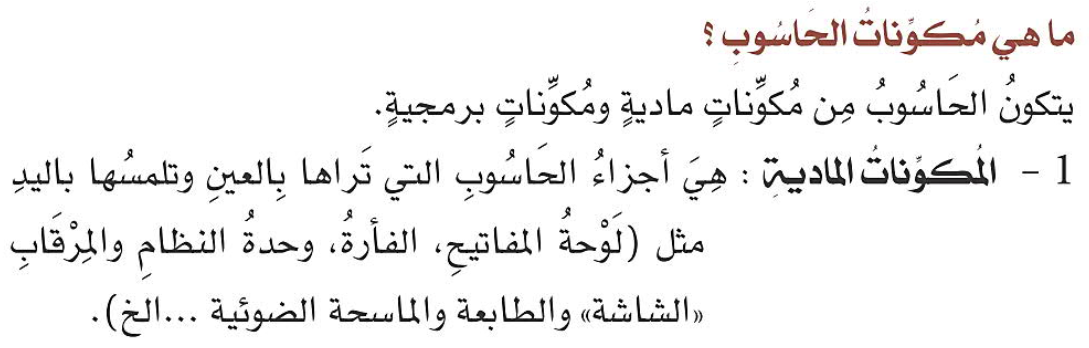 ما هي مُكوِّناتُ الحَاسُوبِ ؟
يتكونُ الحَاسُوبُ مِن مُكوِّناتٍ ماديةٍ ومُكوِّناتٍ برمجيةٍ.
1 - المُكوِّناتُ المادية : هِيَ أجزاءُ الحَاسُوبِ التي تَراها بِالعينِ وتلمسُها باليدِ
مثل (لَوْحةُ المفاتيحِ، الفأرةُ، وحدةُ النظامِ والمِرْقَابِ
«الشاشة» والطابعة والماسحة الضوئية ...الخ).